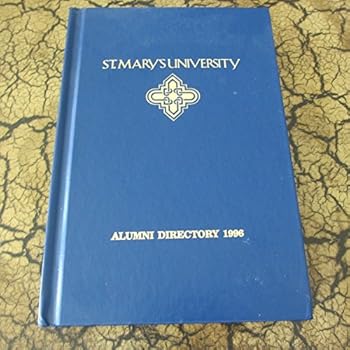 ST. MARY'S UNIVERSITY
ALUMNI DIRECTORY 1996